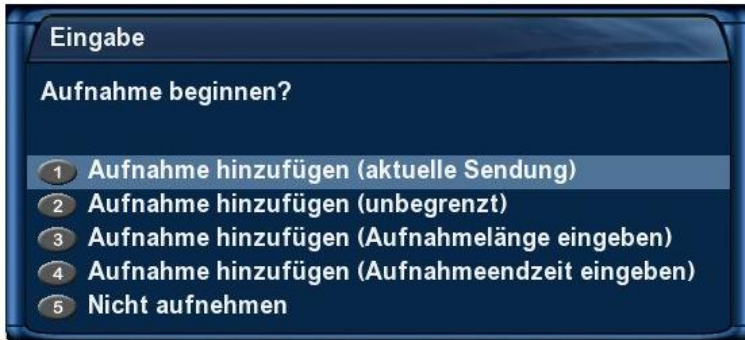 Eingabe
Aufnahme beginnen?
1 Aufnahme hinzufügen (aktuelle Sendung)
2 Aufnahme hinzufügen (unbegrenzt)
3 Aufnahme hinzufügen (Aufnahmelänge eingeben)
4 Aufnahme hinzufügen (Aufnahmeendzeit eingeben)
5 Nicht aufnehmen